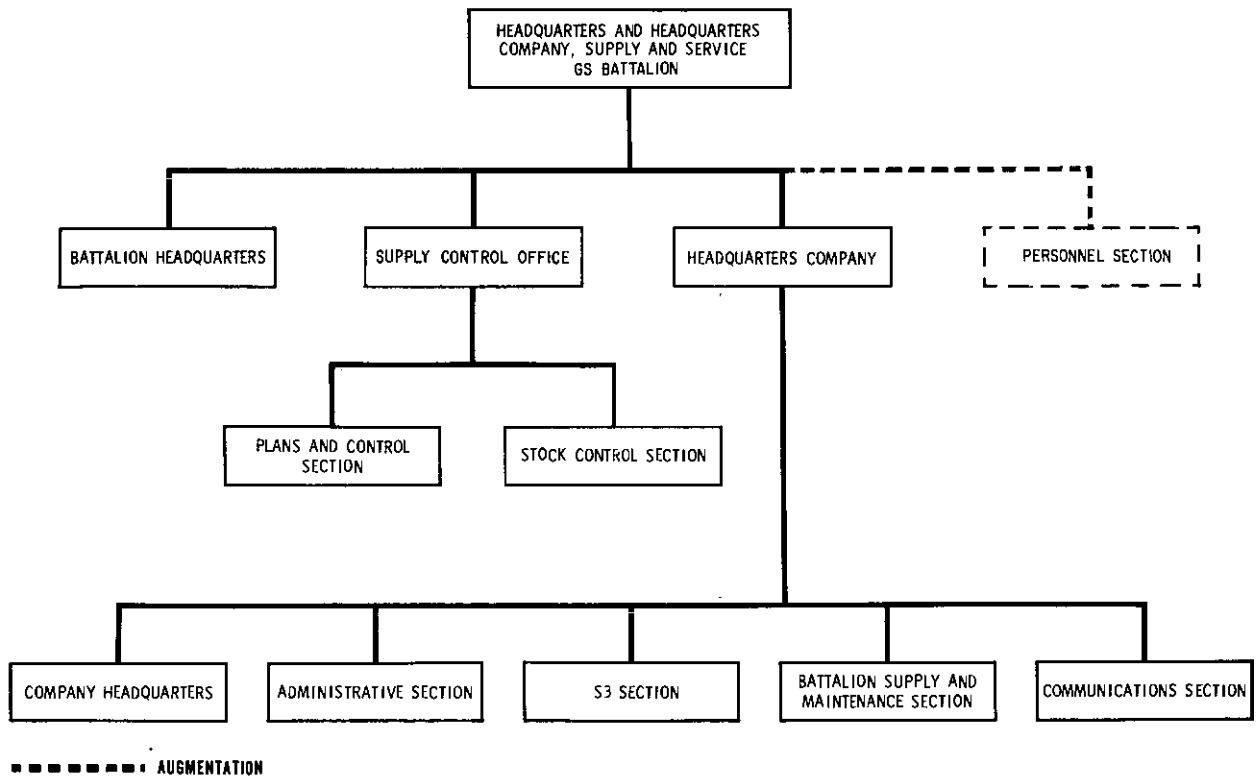 HEADQUARTERS AND HEADQUARTERS
COMPANY, SUPPLY AND SERVICE
GS BATTALION
BATTALION HEADQUARTERS
SUPPLY CONTROL OFFICE
HEADQUARTERS COMPANY
PERSONNEL SECTION
PLANS AND CONTROL
SECTION
STOCK CONTROL SECTION
COMPANY HEADQUARTERS
ADMINISTRATIVE SECTION
S3 SECTION
BATTALION SUPPLY AND
MAINTENANCE SECTION
COMMUNICATIONS SECTION
AUGMENTATION